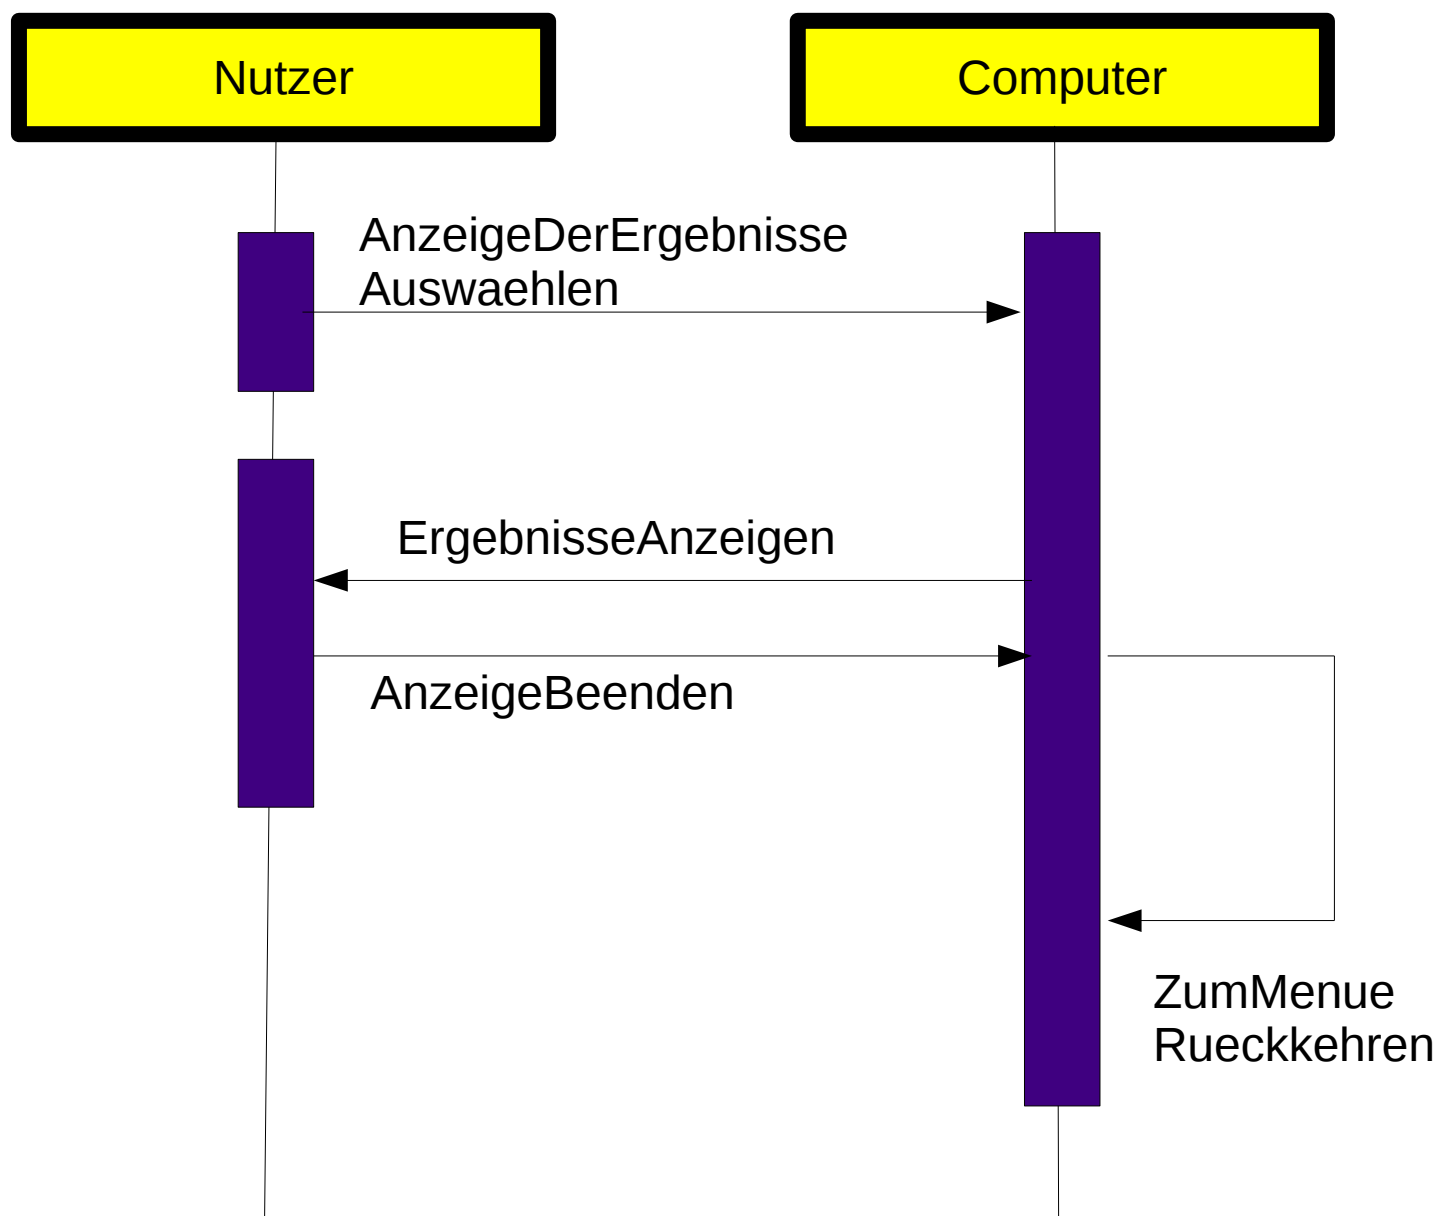 Nutzer
Computer
AnzeigeDerErgebnisse
Auswaehlen
ErgebnisseAnzeigen
AnzeigeBeenden
ZumMenue
Rueckkehren